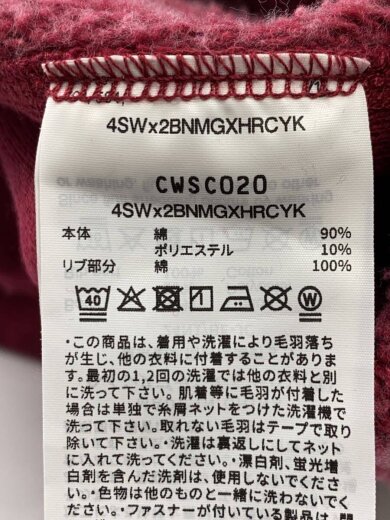 4SWx2BNMGXHRCYK
CWSC020
4SWx2BNMGXHRCYK
本体 綿 90%
ポリエステル 10%
リブ部分 綿 100%
40
W
・この商品は、着用や洗濯により毛羽落ち
が生じ、他の衣料に付着することがありま
す。最初の1,2回の洗濯では他の衣料と別
に洗って下さい。肌着等に毛羽が付着した
場合は単独で糸屑ネットをつけた洗濯機で
洗って下さい。取れない毛羽はテープで取り
除いて下さい。・洗濯は裏返しにしてネット
に入れて洗ってください。・漂白剤、蛍光増
白剤を含んだ洗剤は、使用しないでくださ
い。・色物は他のものと一緒に洗わないでく
ださい。・ファスナーが付いている製品は、閉